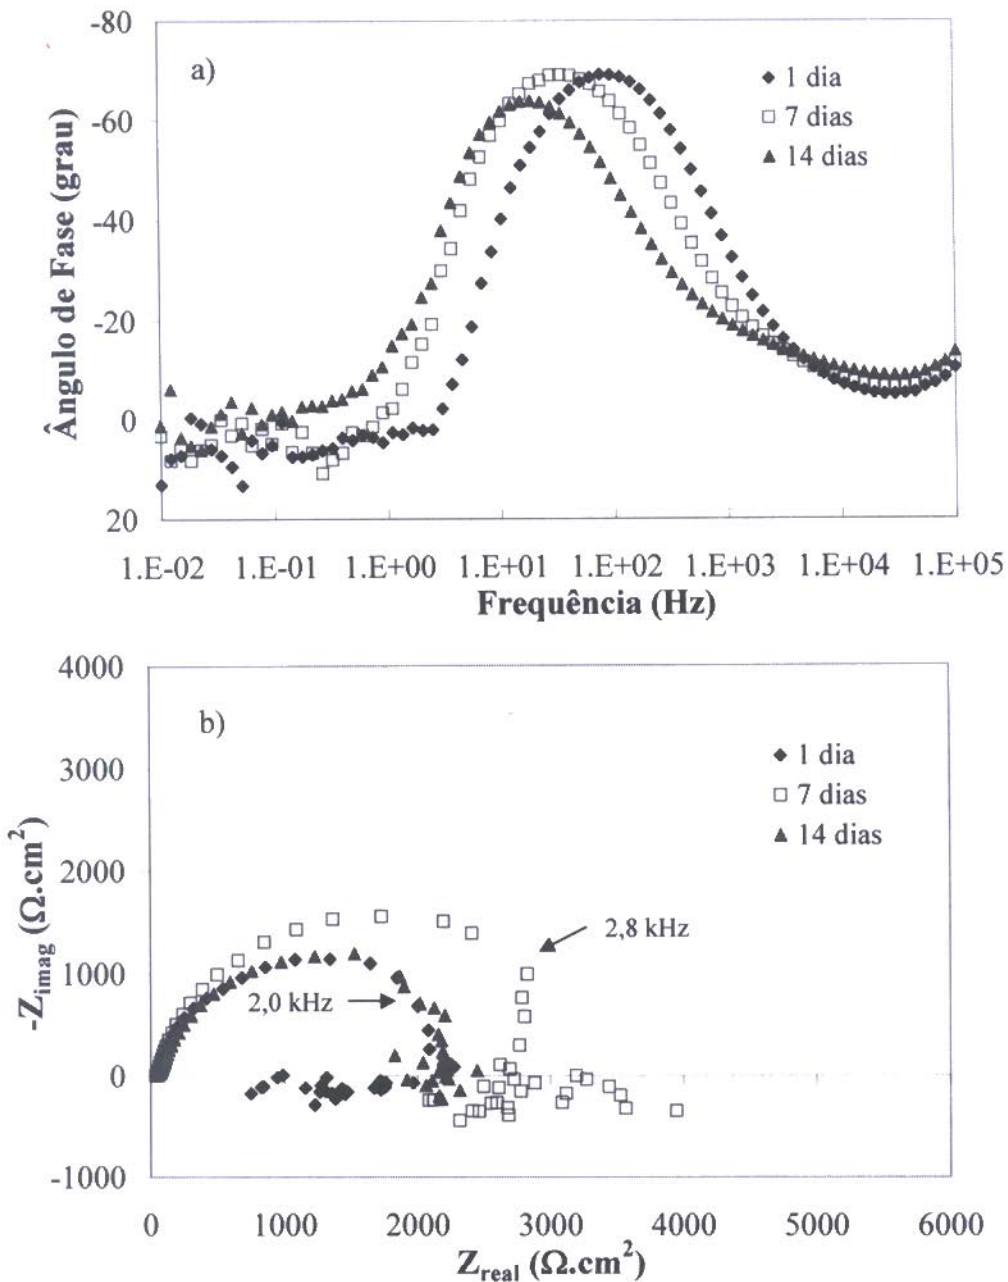 a)
-80
-60
-40
-20
0
20
Ângulo de Fase (grau)
1 dia
7 dias
14 dias
1.E-02 1.E-01 1.E+00 1.E+01 1.E+02 1.E+03 1.E+04 1.E+05
Frequência (Hz)
b)
4000
3000
2000
1000
0
-1000
-Zimag (Ω.cm²)
1 dia
7 dias
14 dias
2,8 kHz
2,0 kHz
0 1000 2000 3000 4000 5000 6000
Zreal (Ω.cm²)